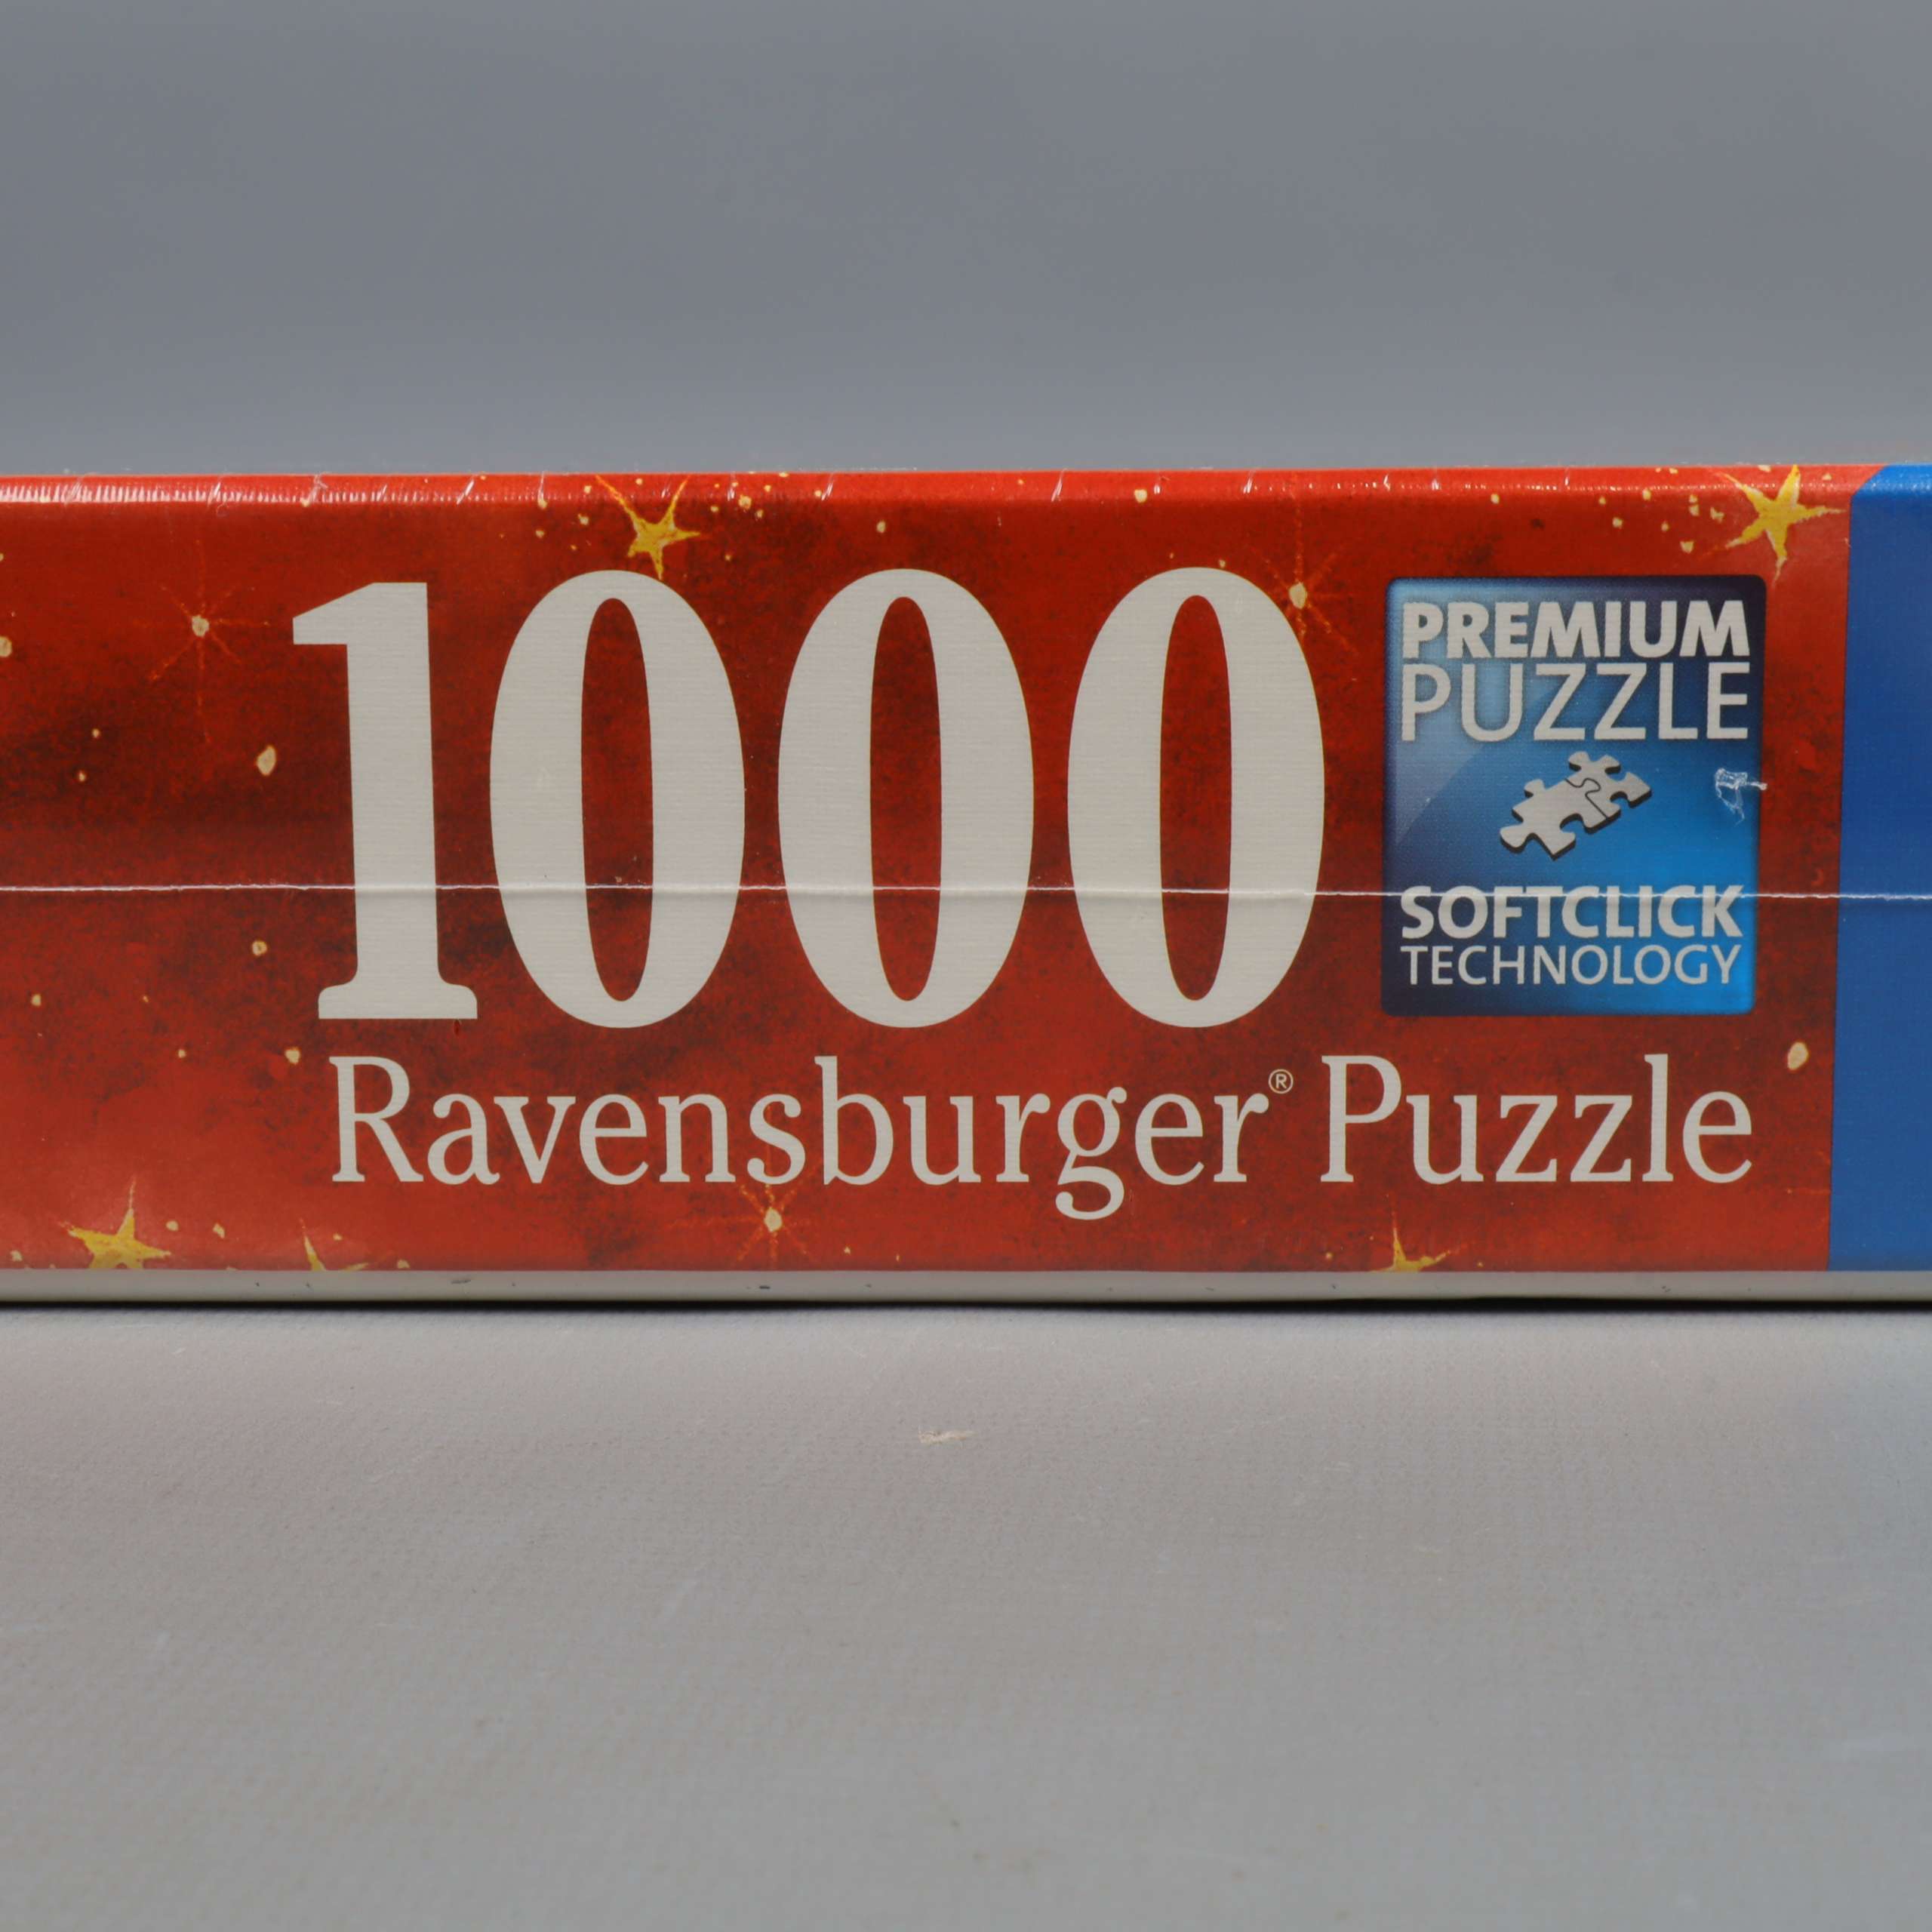 1000
PREMIUM
PUZZLE
SOFTCLICK
TECHNOLOGY
Ravensburger® Puzzle